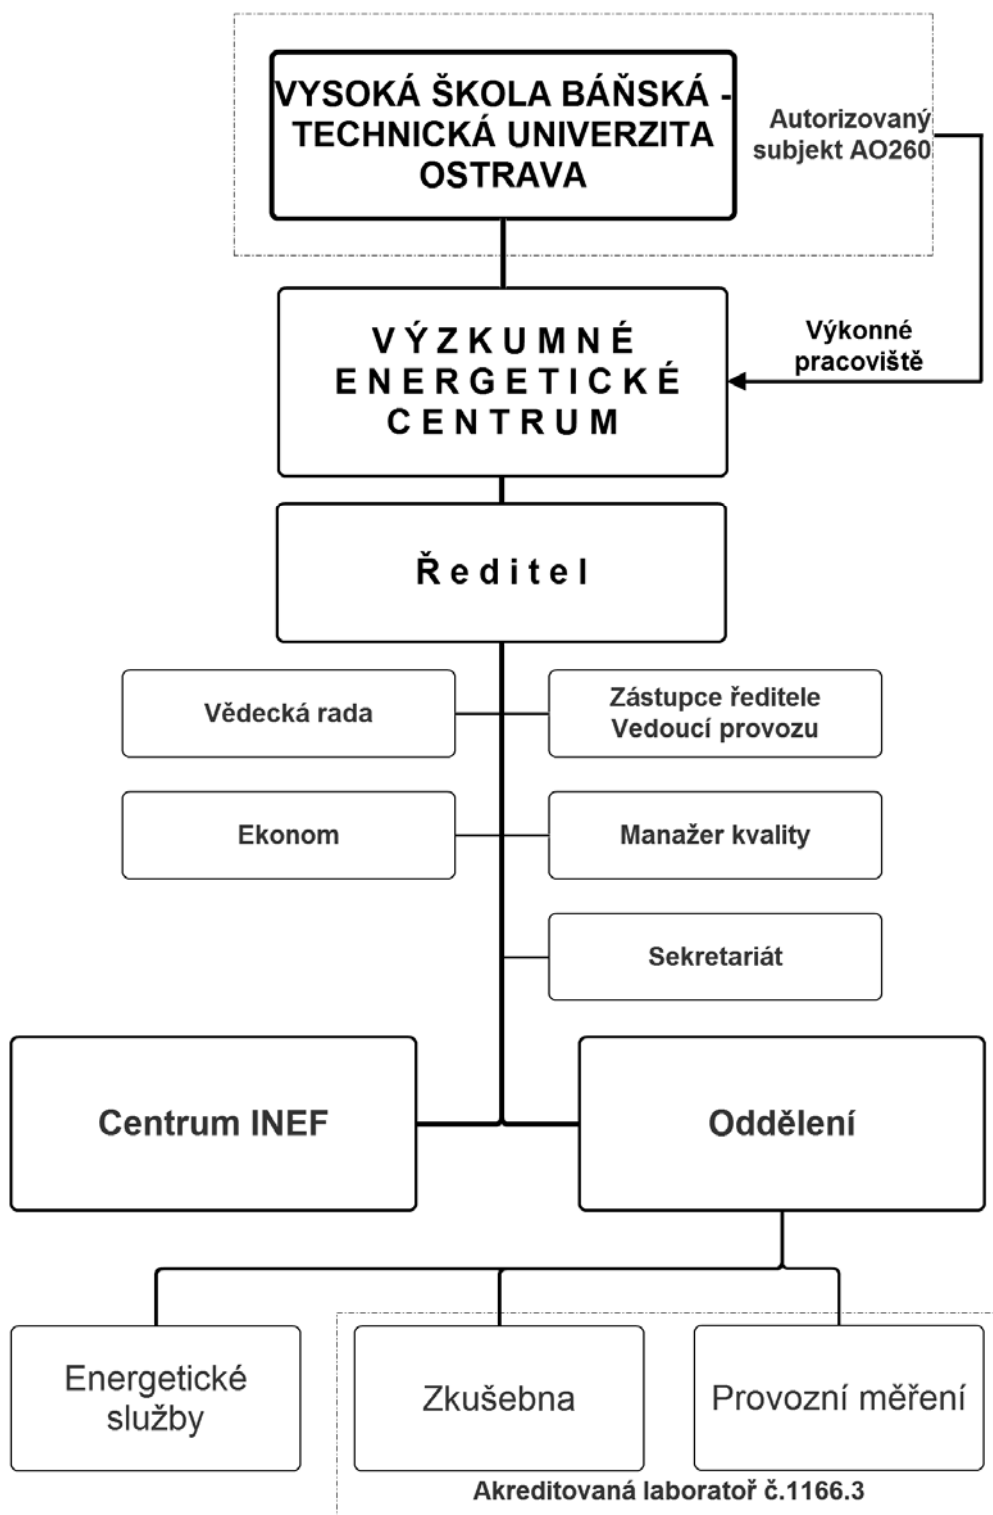 VYSOKÁ ŠKOLA BÁŇSKÁ -
TECHNICKÁ UNIVERZITA
OSTRAVA
Autorizovaný
subjekt AO260
VÝZKUMNÉ
ENERGETICKÉ
CENTRUM
Výkonné
pracoviště
Ředitel
Vědecká rada
Zástupce ředitele
Vedoucí provozu
Ekonom
Manažer kvality
Sekretariát
Centrum INEF
Oddělení
Energetické
služby
Zkušebna
Provozní měření
Akreditovaná laboratoř č.1166.3